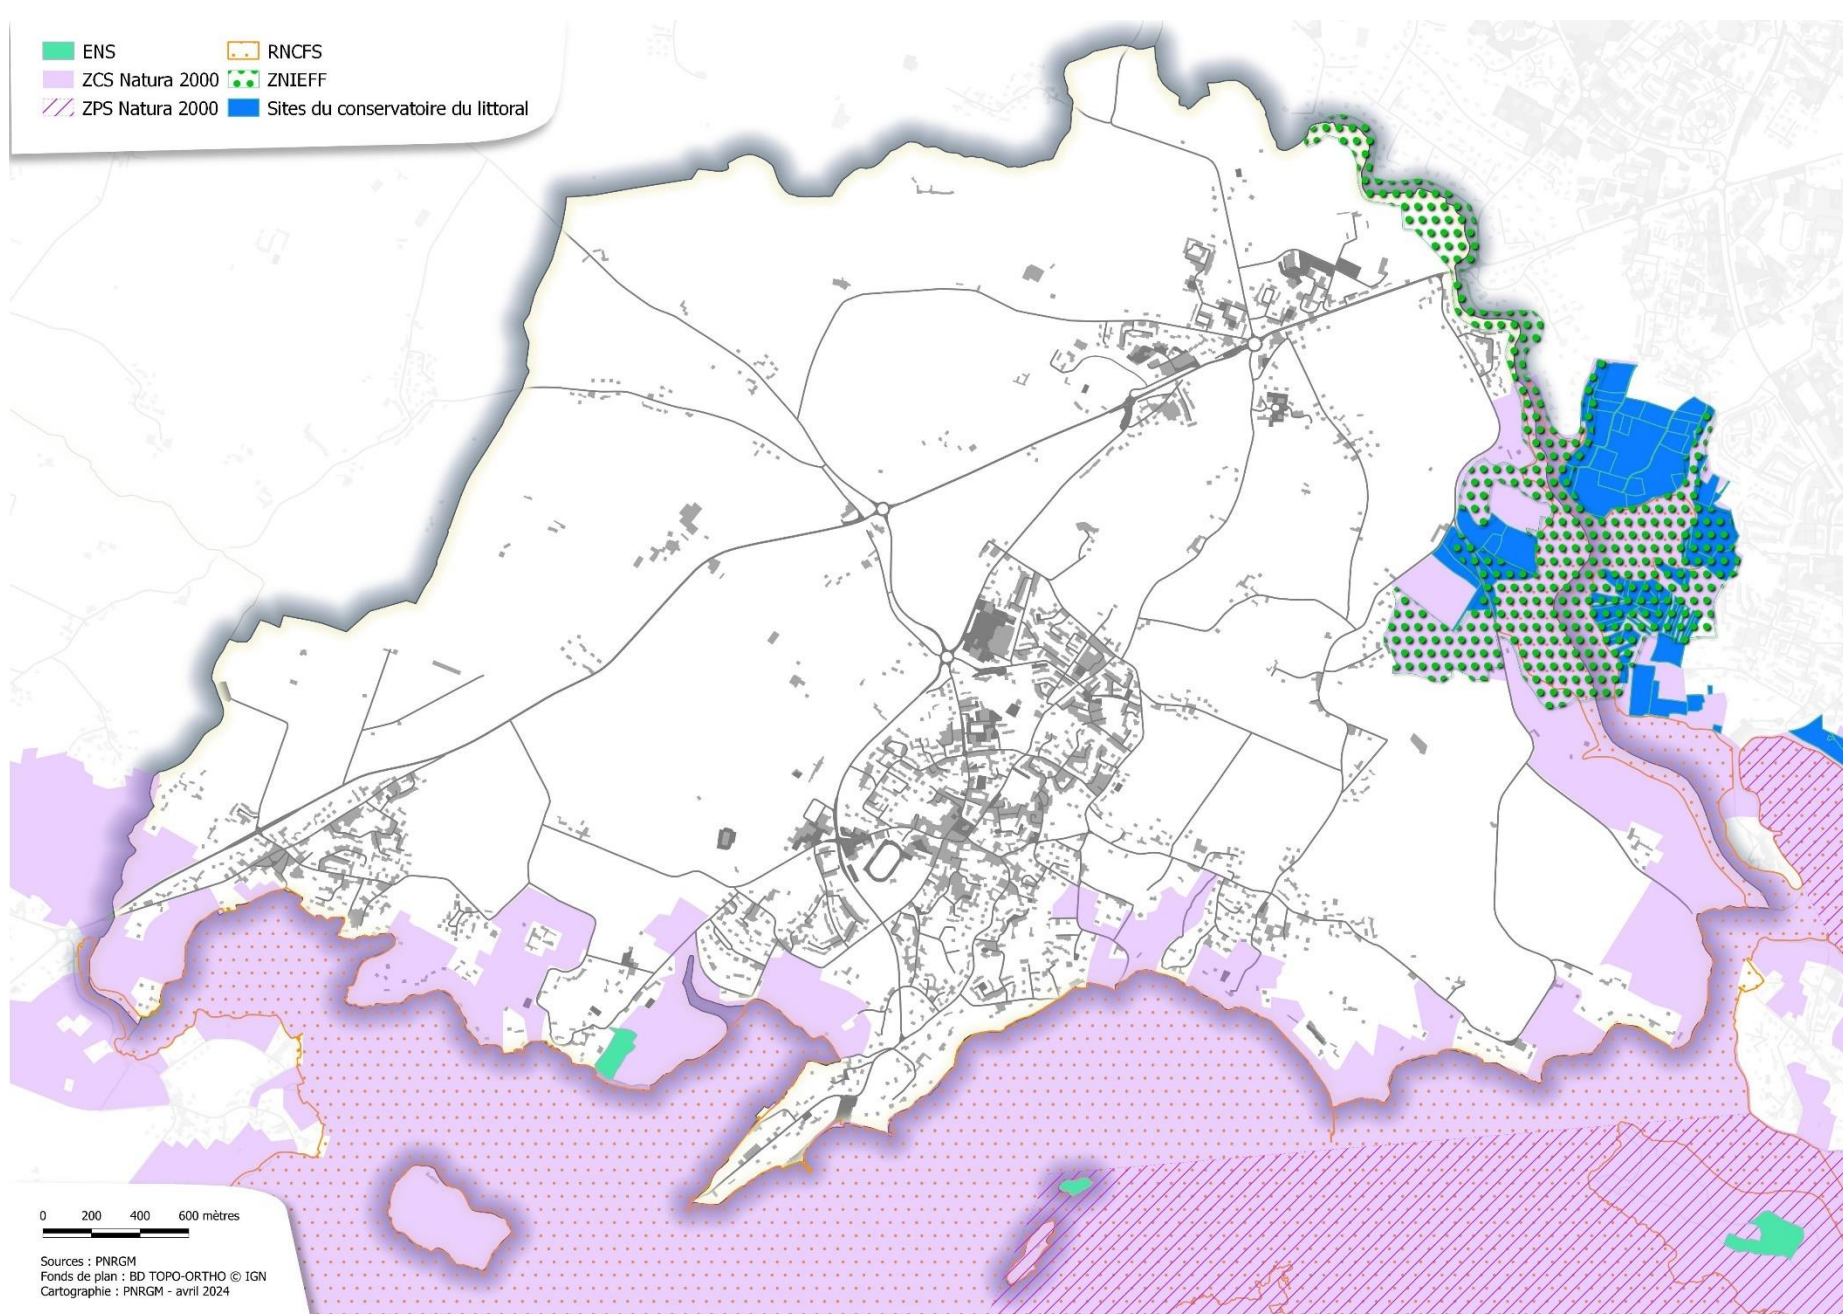 ENS
RNCFS
ZCS Natura 2000
ZNIEFF
ZPS Natura 2000
Sites du conservatoire du littoral
0 200 400 600 mètres
Sources : PNRGM
Fonds de plan : BD TOPO-ORTHO © IGN
Cartographie : PNRGM - avril 2024